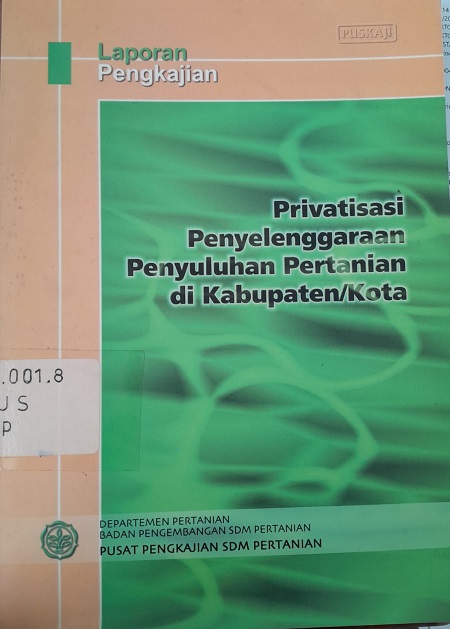 PUSKAJI
Laporan
Pengkajian
Privatisasi
Penyelenggaraan
Penyuluhan Pertanian
di Kabupaten/Kota
.001.8
U S
p
DEPARTEMEN PERTANIAN
BADAN PENGEMBANGAN SDM PERTANIAN
PUSAT PENGKAJIAN SDM PERTANIAN